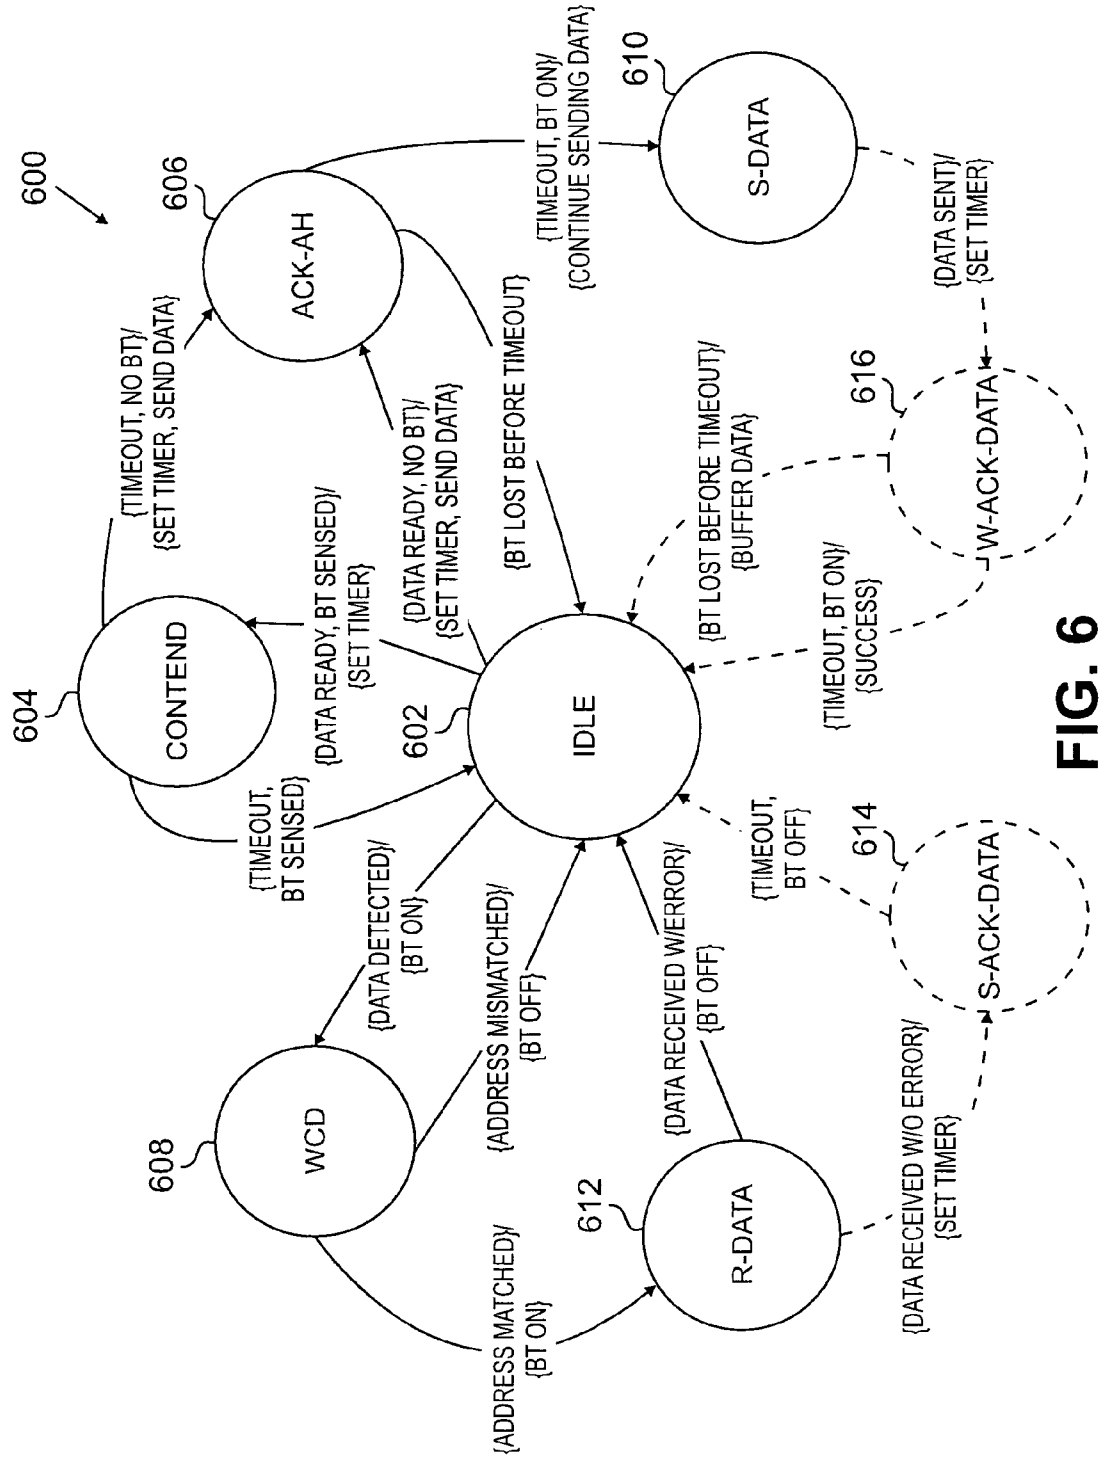 600
604
CONTEND
{TIMEOUT, NO BT}/
{SET TIMER, SEND DATA}
606
ACK-AH
{TIMEOUT,
BT SENSED}
{DATA READY, BT SENSED}/
{SET TIMER}
{DATA READY, NO BT}/
{SET TIMER, SEND DATA}
{BT LOST BEFORE TIMEOUT}
{TIMEOUT, BT ON}/
{CONTINUE SENDING DATA}
608
WCD
{DATA DETECTED}/
{BT ON}
602
IDLE
610
S-DATA
{ADDRESS MISMATCHED}/
{BT OFF}
{ADDRESS MATCHED}/
{BT ON}
612
R-DATA
{DATA RECEIVED W/ERROR}/
{BT OFF}
{BT LOST BEFORE TIMEOUT}/
{BUFFER DATA}
{TIMEOUT,
BT OFF}
{TIMEOUT, BT ON}/
{SUCCESS}
{DATA SENT}/
{SET TIMER}
{DATA RECEIVED W/O ERROR}/
{SET TIMER}
614
S-ACK-DATA
616
W-ACK-DATA
FIG. 6